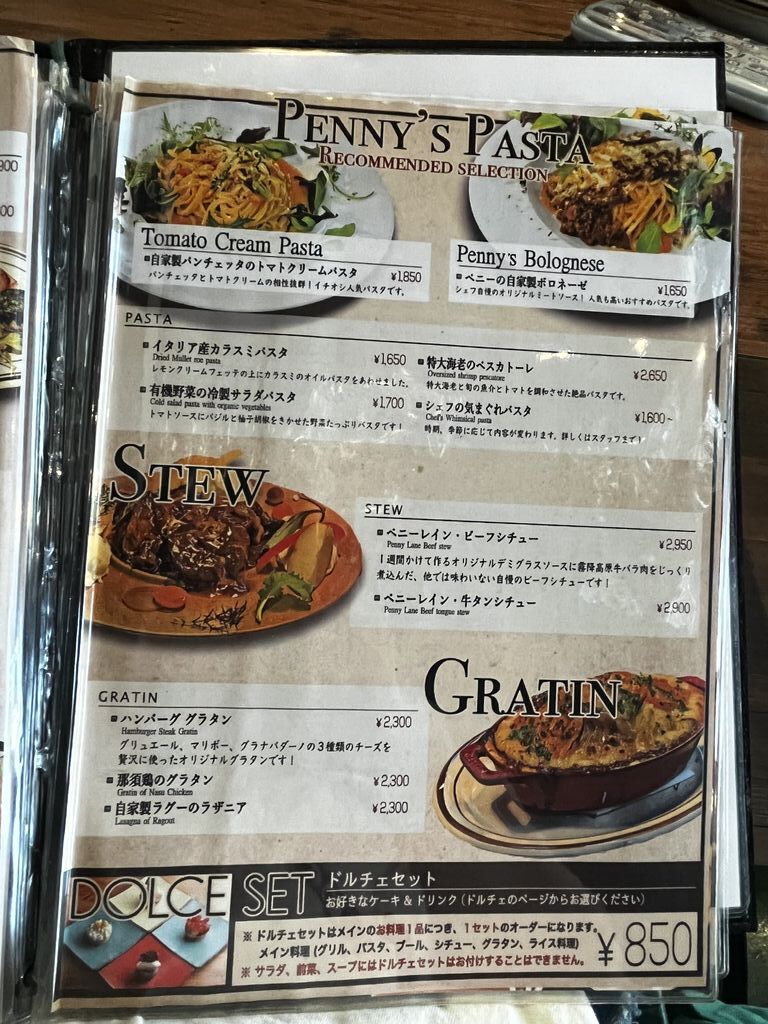 PENNY'S PASTA
RECOMMENDED SELECTION
Tomato Cream Pasta
■自家製パンチェッタのトマトクリームパスタ ¥1,850
パンチェッタとトマトクリームの相性抜群！イチオシ人気パスタです。
Penny's Bolognese
■ペニーの自家製ボロネーゼ ¥1,650
シェフ自慢のオリジナルミートソース！人気も高いおすすめパスタです。
PASTA
■イタリア産カラスミパスタ ¥1,650
Dried Mullet roe pasta
レモンクリームフェッテの上にカラスミのオイルパスタをあわせました。
■有機野菜の冷製サラダパスタ ¥1,700
Cold salad pasta with organic vegetables
トマトソースにバジルと柚子胡椒をきかせた野菜たっぷりパスタです！
■特大海老のペスカトーレ ¥2,650
Oversized shrimp pescatore
特大海老と旬の魚介とトマトを調和させた絶品パスタです。
■シェフの気まぐれパスタ ¥1,600~
Chef's Whimsical pasta
時期、季節に応じて内容が変わります。詳しくはスタッフまで！
STEW
STEW
■ペニーレイン・ビーフシチュー ¥2,950
Penny Lane Beef stew
1週間かけて作るオリジナルデミグラスソースに霧降高原牛バラ肉をじっくり
煮込んだ、他では味わいない自慢のビーフシチューです！
■ペニーレイン・牛タンシチュー ¥2,900
Penny Lane Beef tongue stew
GRATIN
GRATIN
■ハンバーグ グラタン ¥2,300
Hamburger Steak Gratin
グリュエール、マリボー、グラナパダーノの3種類のチーズを
贅沢に使ったオリジナルグラタンです！
■那須鶏のグラタン ¥2,300
Gratin of Nasu Chicken
■自家製ラグーのラザニア ¥2,300
Lasagna of Ragout
DOLCE SET ドルチェセット
お好きなケーキ & ドリンク（ドルチェのページからお選びください）
※ ドルチェセットはメインのお料理1品につき、1セットのオーダーになります。
メイン料理（グリル、パスタ、プール、シチュー、グラタン、ライス料理）
※ サラダ、前菜、スープにはドルチェセットはお付けすることはできません。
¥850